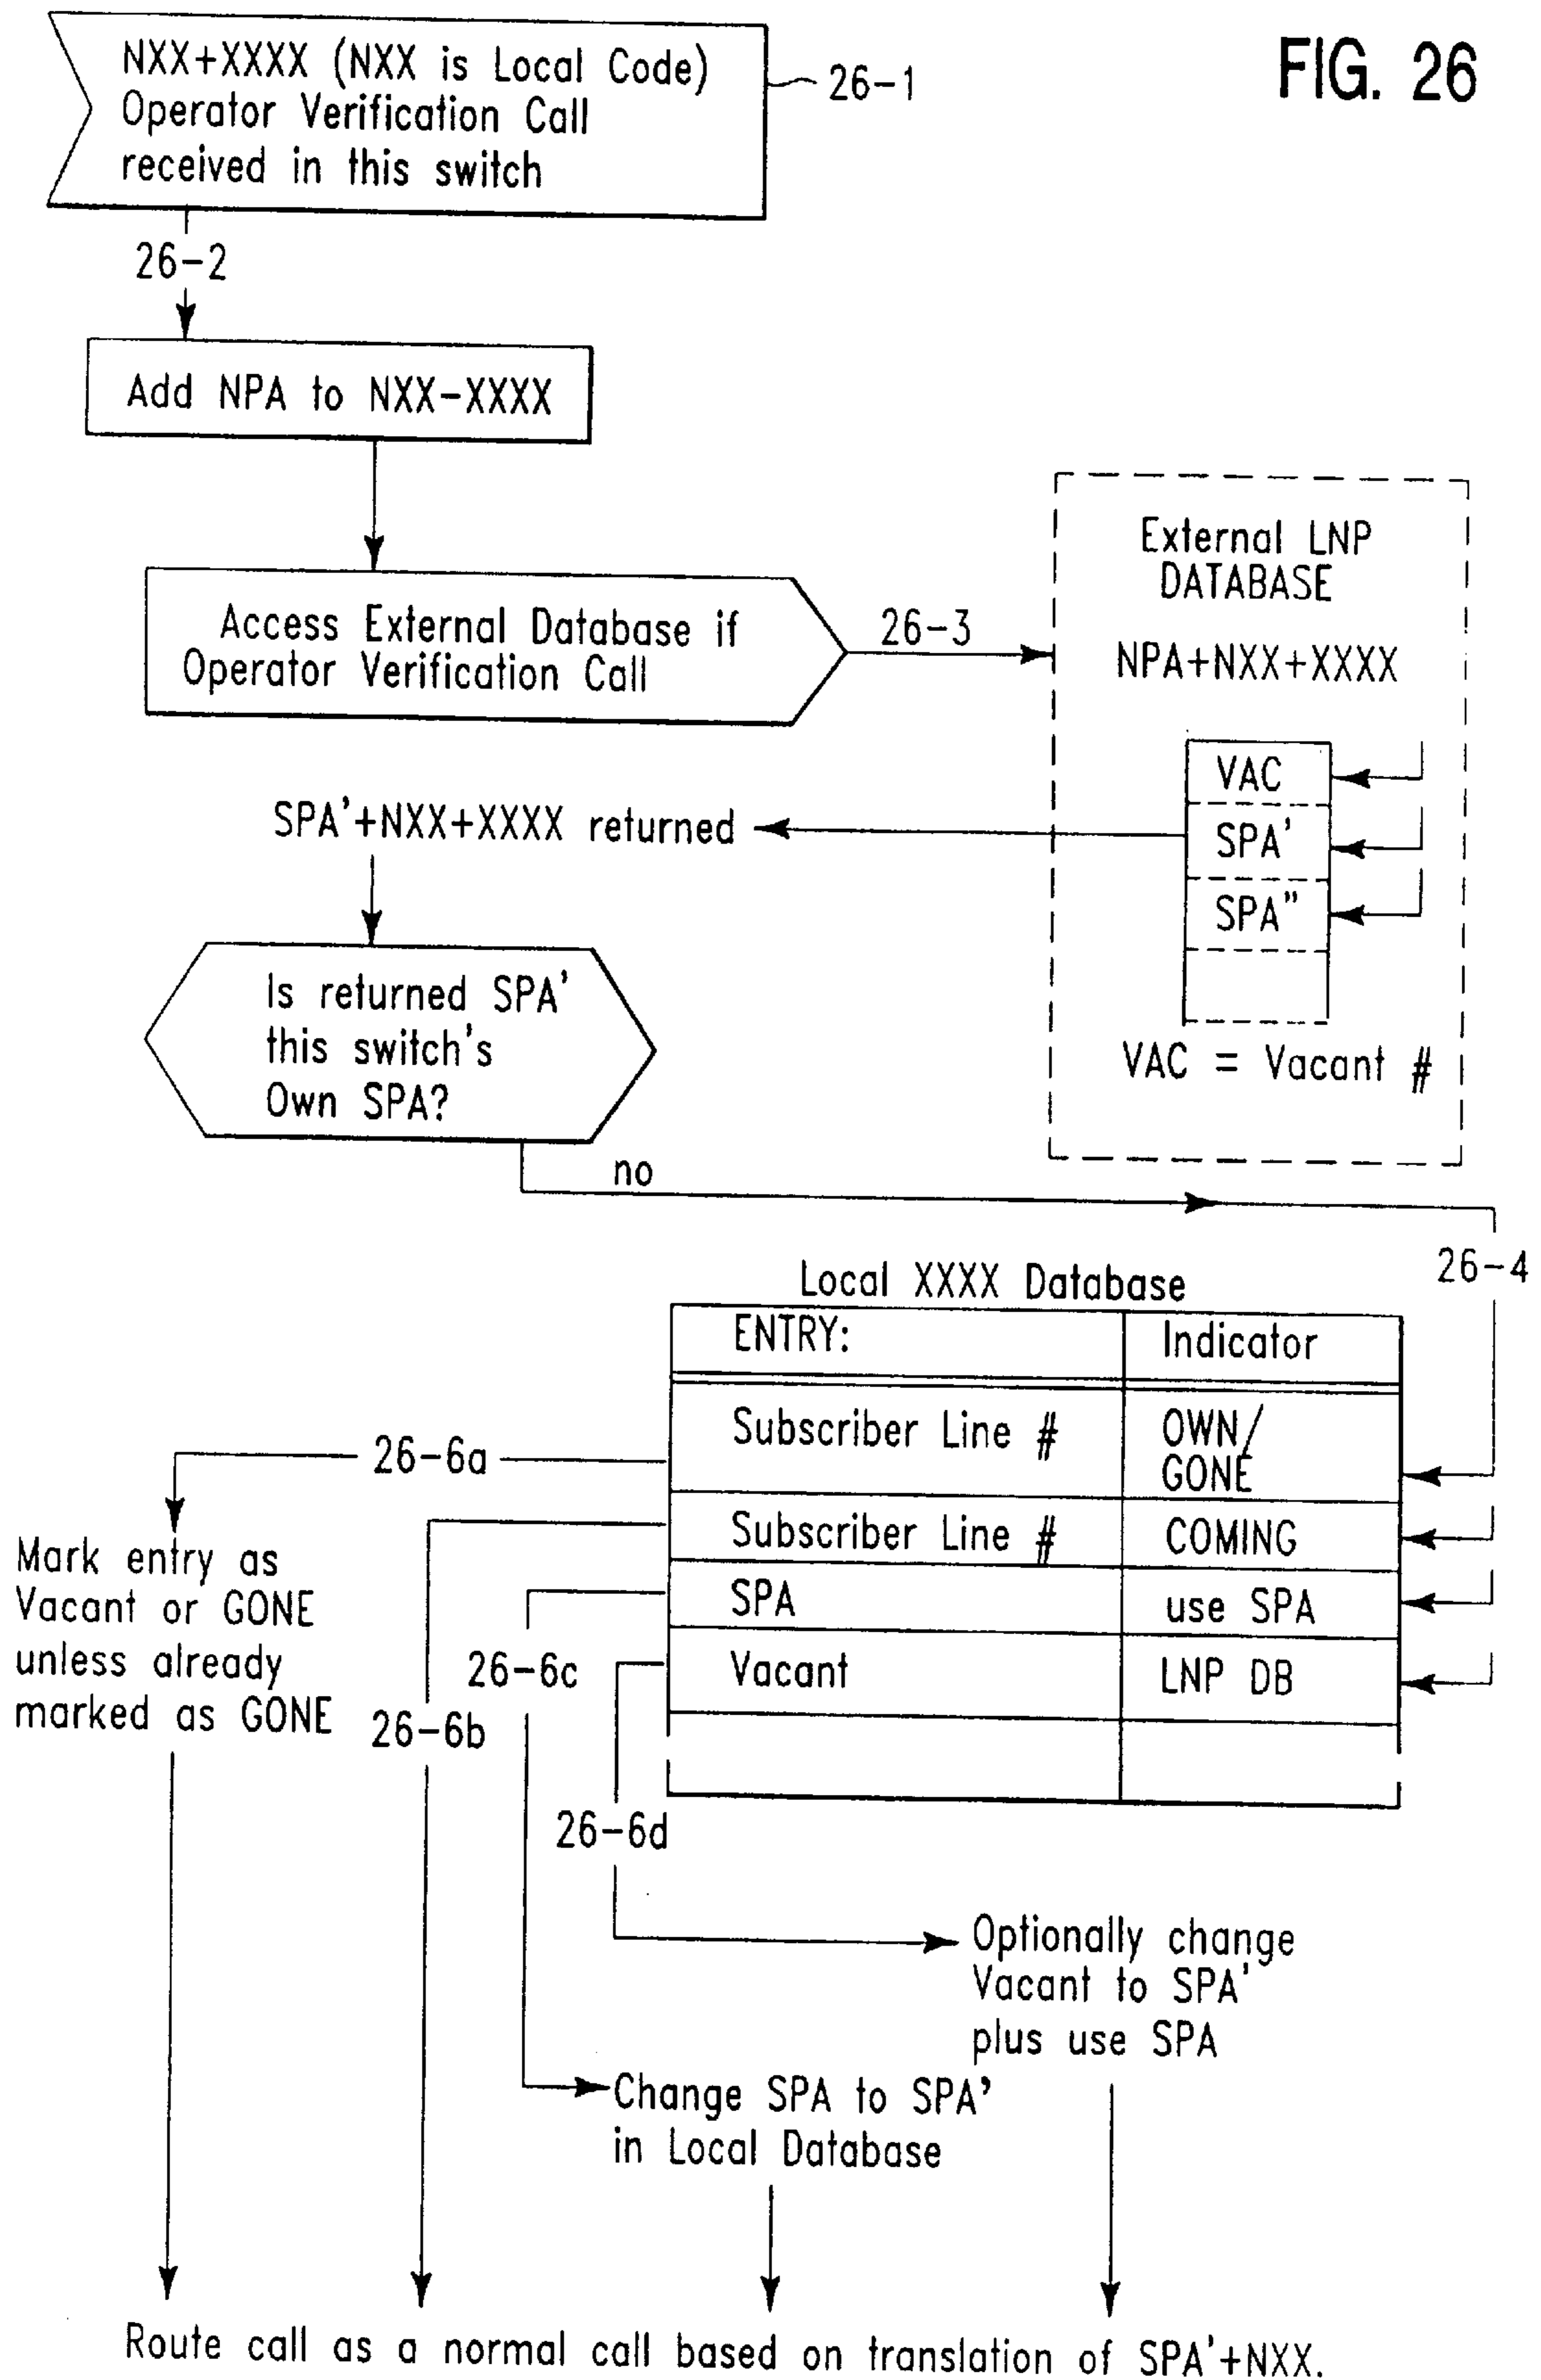 FIG. 26
NXX+XXXX (NXX is Local Code)
Operator Verification Call
received in this switch
26-1
26-2
Add NPA to NXX-XXXX
Access External Database if
Operator Verification Call
26-3
External LNP
DATABASE
NPA+NXX+XXXX
VAC
SPA'
SPA"
VAC = Vacant #
SPA'+NXX+XXXX returned
Is returned SPA'
this switch's
Own SPA?
no
26-4
Local XXXX Database
ENTRY: Indicator
Subscriber Line # OWN/
GONE
Subscriber Line # COMING
SPA use SPA
Vacant LNP DB
26-6a
Mark entry as
Vacant or GONE
unless already
marked as GONE
26-6b
26-6c
26-6d
Optionally change
Vacant to SPA'
plus use SPA
Change SPA to SPA'
in Local Database
Route call as a normal call based on translation of SPA'+NXX.